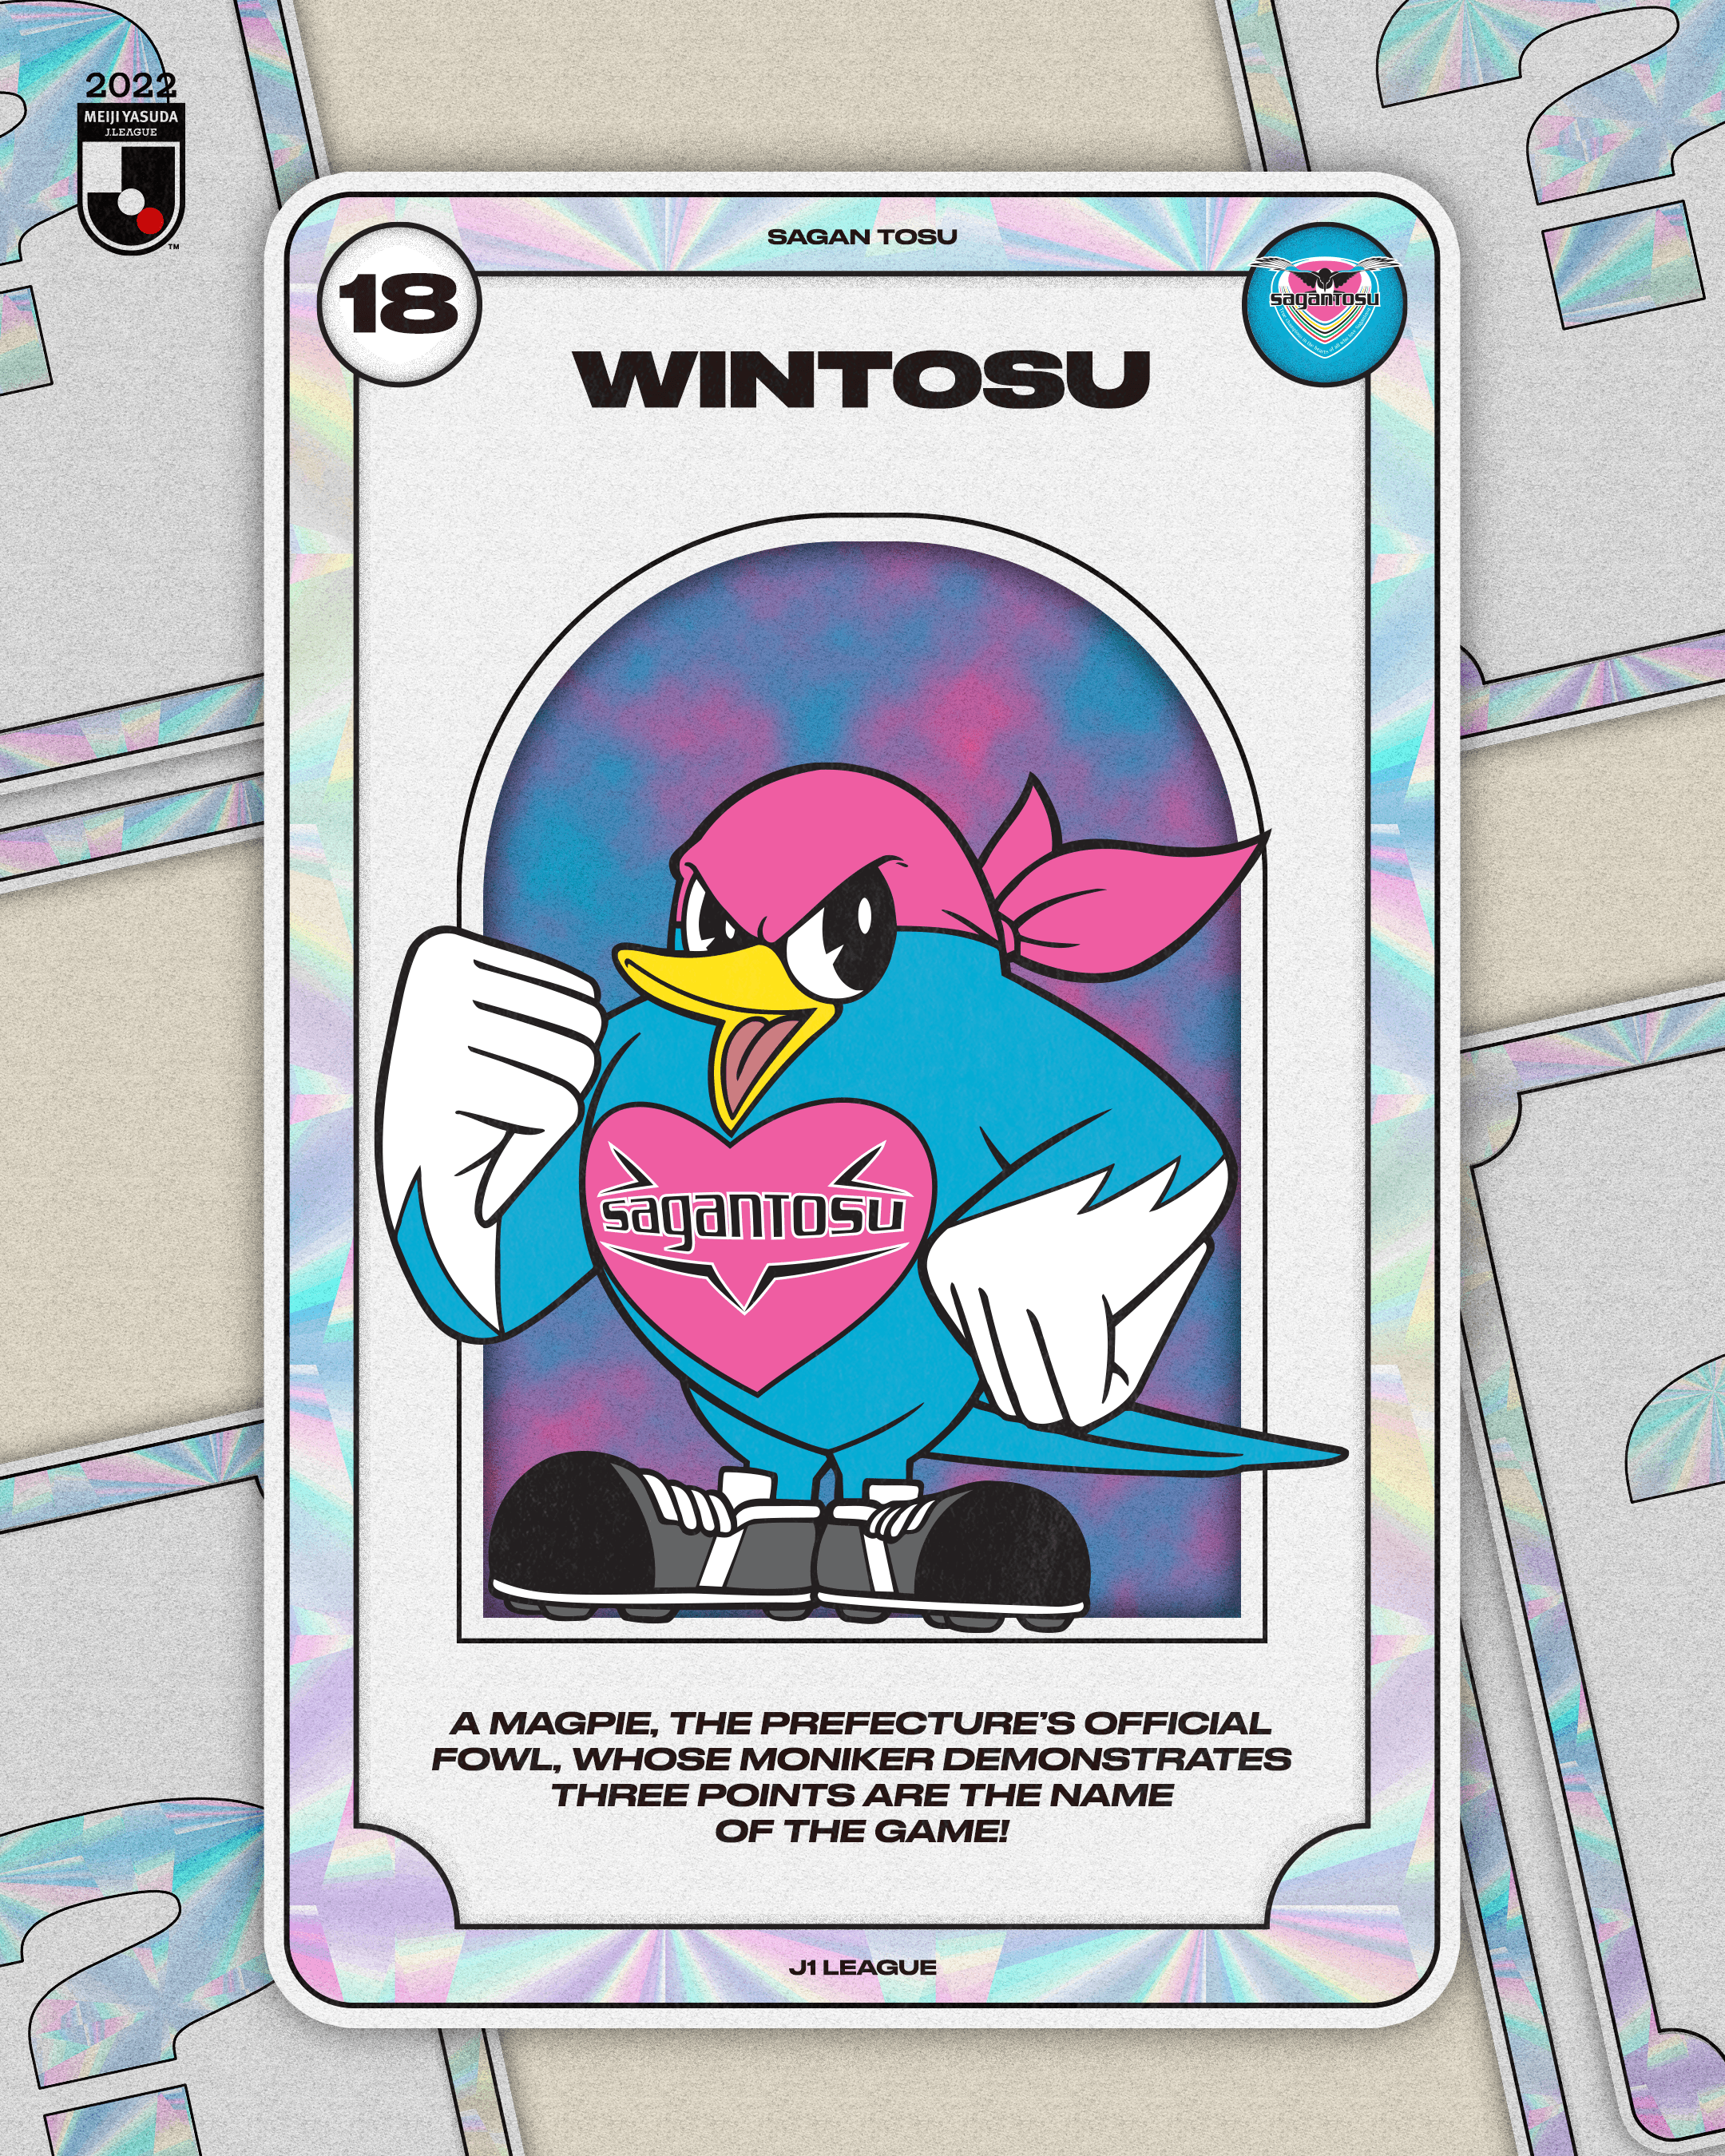 2022
MEIJI YASUDA
J.LEAGUE
TM
SAGAN TOSU
18
sagantosu
WINTOSU
sagantosu
A MAGPIE, THE PREFECTURE’S OFFICIAL
FOWL, WHOSE MONIKER DEMONSTRATES
THREE POINTS ARE THE NAME
OF THE GAME!
J1 LEAGUE